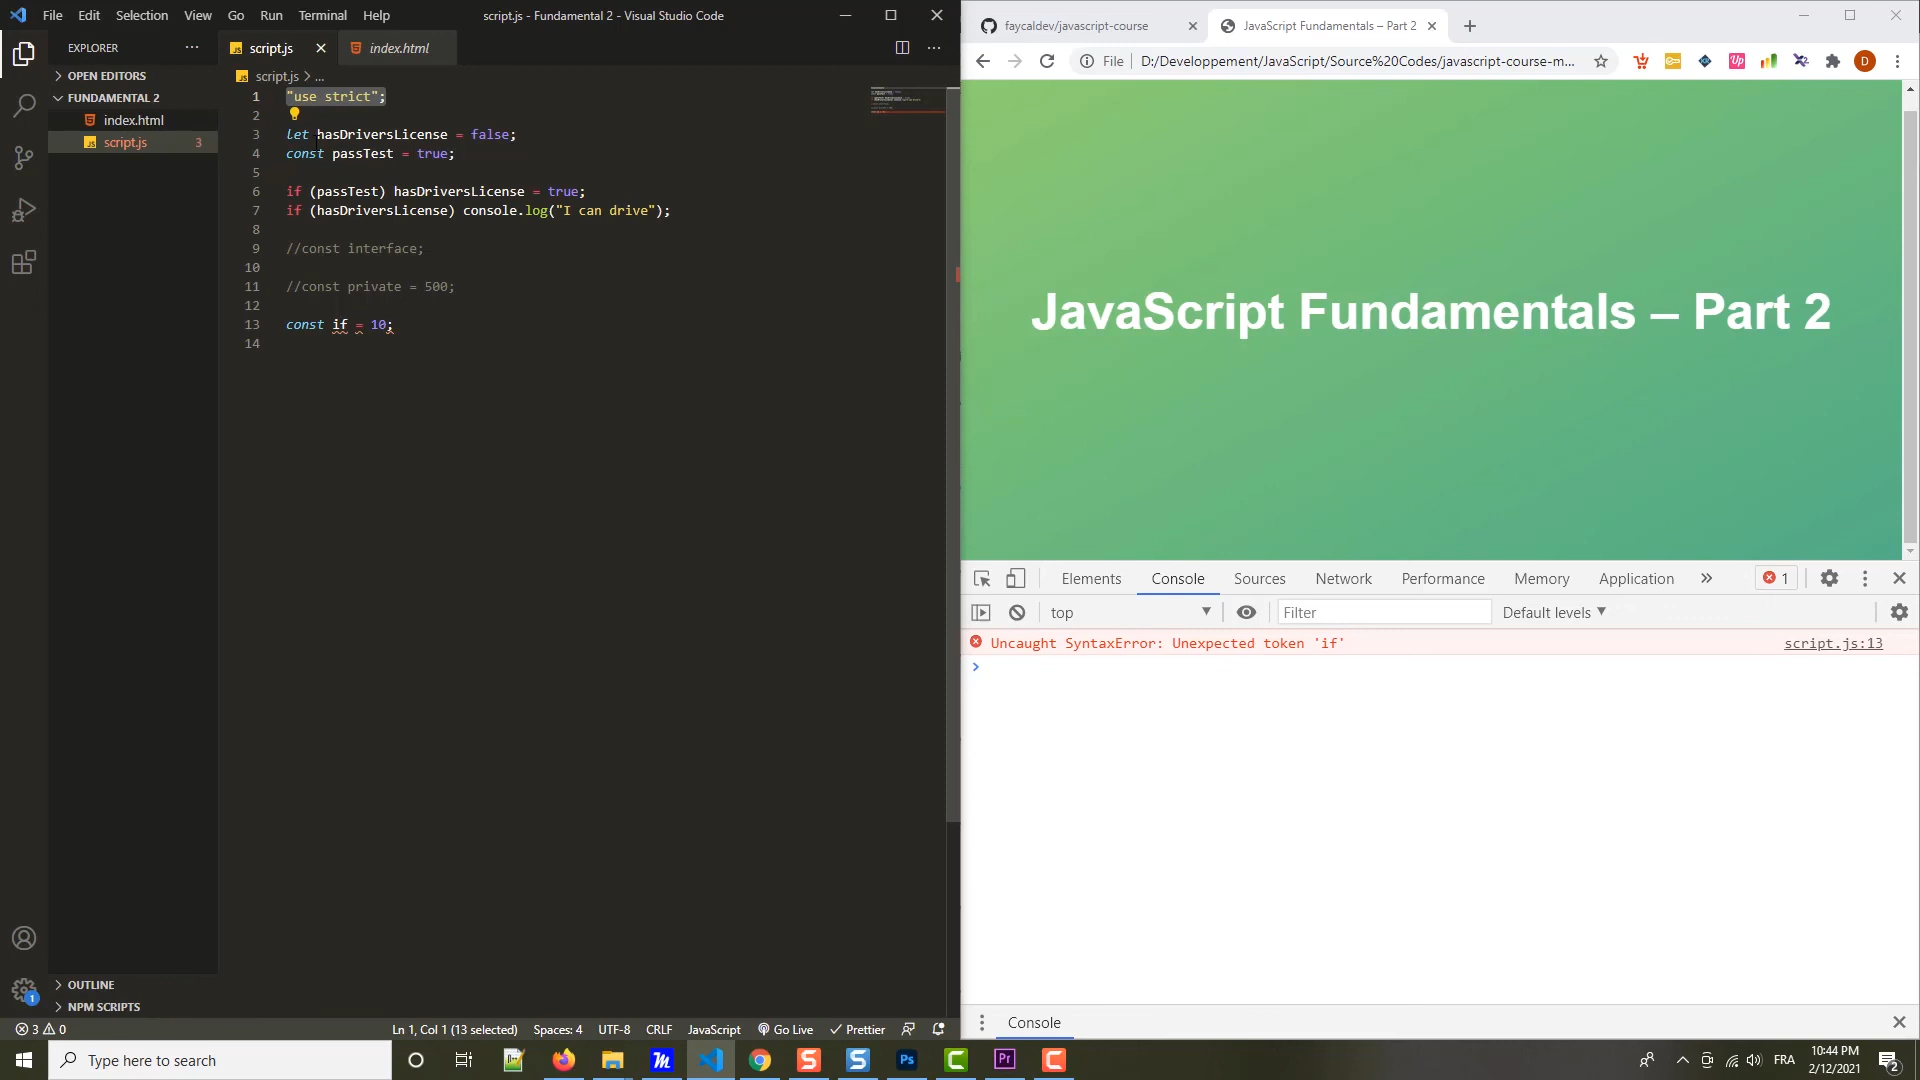 File Edit Selection View Go Run Terminal Help
script.js - Fundamental 2 - Visual Studio Code
EXPLORER
OPEN EDITORS
FUNDAMENTAL 2
index.html
script.js 3
script.js index.html
script.js > ...
1 "use strict";
2
3 let hasDriversLicense = false;
4 const passTest = true;
5
6 if (passTest) hasDriversLicense = true;
7 if (hasDriversLicense) console.log("I can drive");
8
9 //const interface;
10
11 //const private = 500;
12
13 const if = 10;
14
OUTLINE
NPM SCRIPTS
1
3 0 Ln 1, Col 1 (13 selected) Spaces: 4 UTF-8 CRLF JavaScript Go Live Prettier
faycaldev/javascript-course JavaScript Fundamentals – Part 2
File D:/Developpement/JavaScript/Source%20Codes/javascript-course-m... Up D
JavaScript Fundamentals – Part 2
Elements Console Sources Network Performance Memory Application 1
top Filter Default levels
Uncaught SyntaxError: Unexpected token 'if' script.js:13
Console
Type here to search
Ps Pr
FRA
10:44 PM
2/12/2021
2